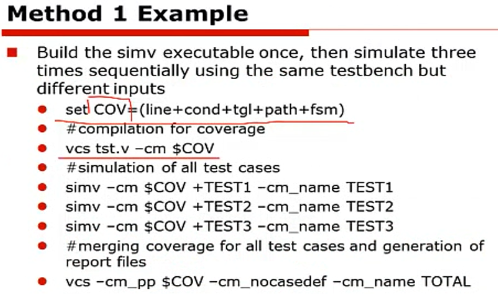 Method 1 Example
Build the simv executable once, then simulate three
times sequentially using the same testbench but
different inputs
set COV=(line+cond+tgl+path+fsm)
#compilation for coverage
vcs tst.v –cm $COV
#simulation of all test cases
simv –cm $COV +TEST1 –cm_name TEST1
simv –cm $COV +TEST2 –cm_name TEST2
simv –cm $COV +TEST3 –cm_name TEST3
#merging coverage for all test cases and generation of
report files
vcs –cm_pp $COV –cm_nocasedef –cm_name TOTAL